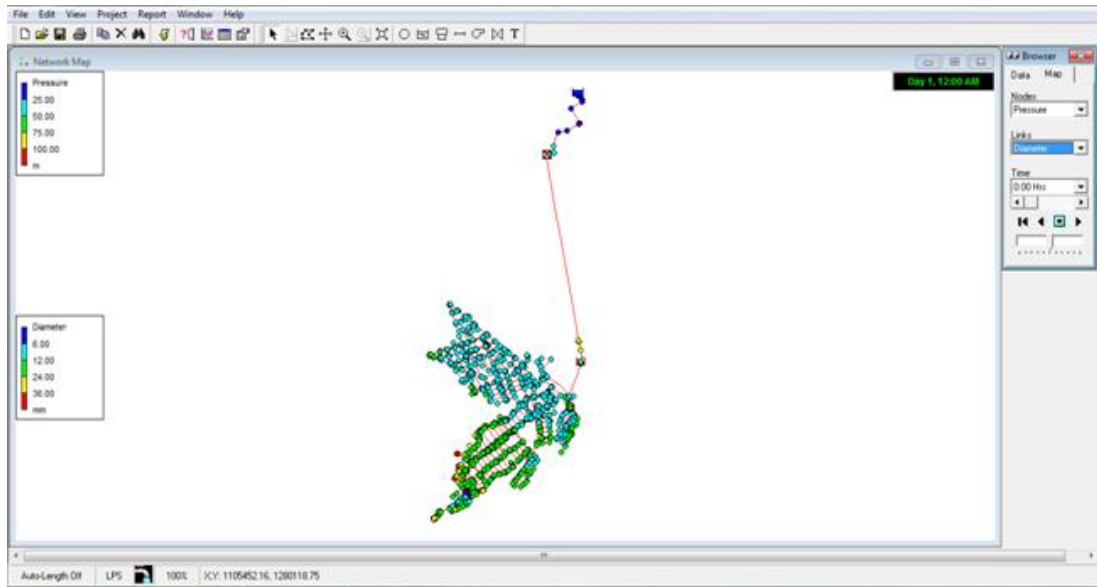 File Edit View Project Report Window Help
T
Network Map
Day 1, 12:00 AM
Pressure
25.00
50.00
75.00
100.00
m
Diameter
6.00
12.00
24.00
36.00
mm
Browser
Data Map
Nodes
Pressure
Links
Diameter
Time
0:00 Hrs
Auto-Length Off LPS 100% X,Y: 1105452.16, 1280118.75